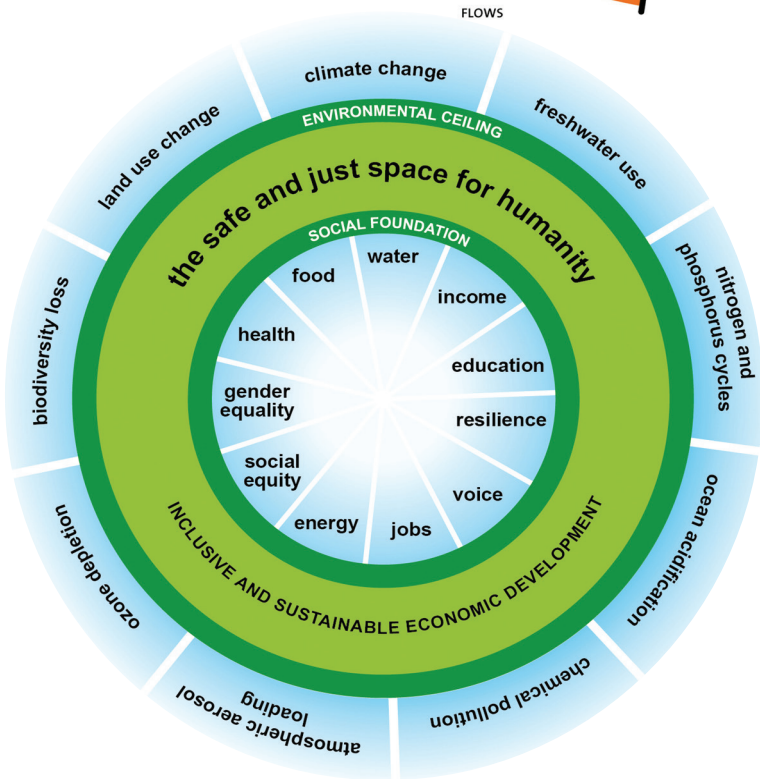 FLOWS
climate change
freshwater use
nitrogen and
phosphorus cycles
ocean acidification
chemical pollution
atmospheric aerosol
loading
ozone depletion
biodiversity loss
land use change
ENVIRONMENTAL CEILING
the safe and just space for humanity
SOCIAL FOUNDATION
water
income
education
resilience
voice
jobs
energy
social
equity
gender
equality
health
food
INCLUSIVE AND SUSTAINABLE ECONOMIC DEVELOPMENT